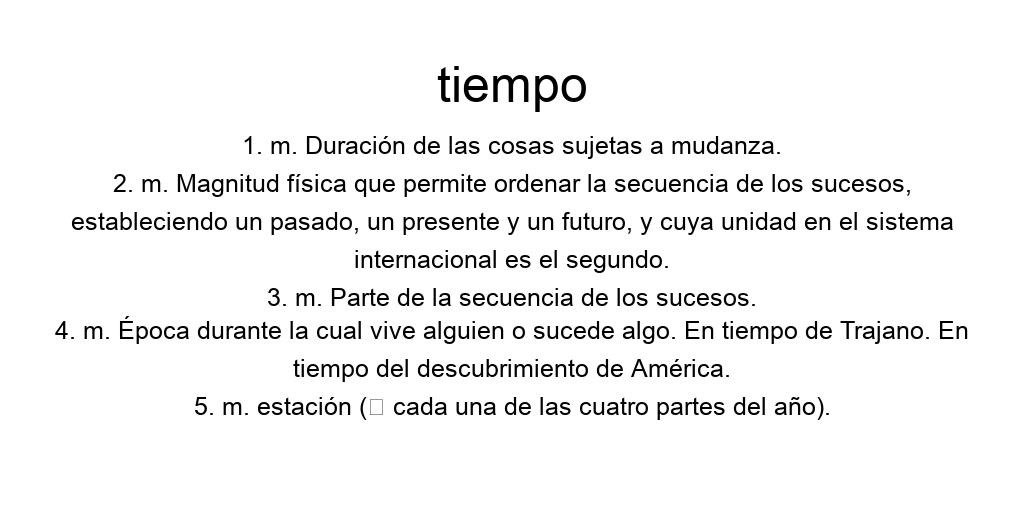 tiempo
1. m. Duración de las cosas sujetas a mudanza.
2. m. Magnitud física que permite ordenar la secuencia de los sucesos,
estableciendo un pasado, un presente y un futuro, y cuya unidad en el sistema
internacional es el segundo.
3. m. Parte de la secuencia de los sucesos.
4. m. Época durante la cual vive alguien o sucede algo. En tiempo de Trajano. En
tiempo del descubrimiento de América.
5. m. estación (□ cada una de las cuatro partes del año).